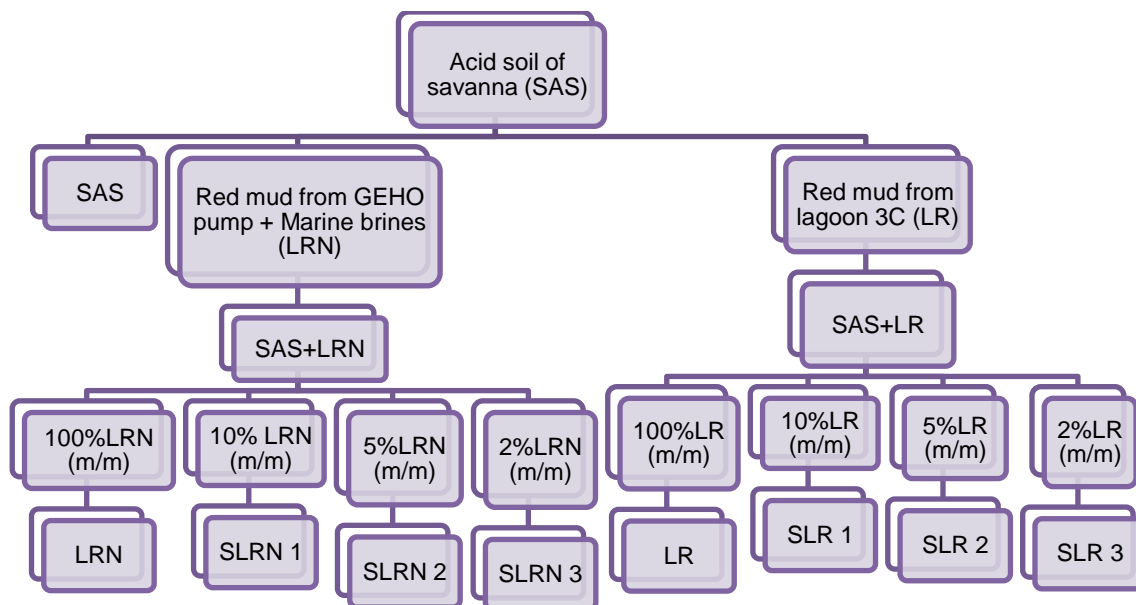 Acid soil of
savanna (SAS)
SAS
Red mud from GEHO
pump + Marine brines
(LRN)
Red mud from
lagoon 3C (LR)
SAS+LRN
SAS+LR
100%LRN
(m/m)
10% LRN
(m/m)
5%LRN
(m/m)
2%LRN
(m/m)
100%LR
(m/m)
10%LR
(m/m)
5%LR
(m/m)
2%LR
(m/m)
LRN
SLRN 1
SLRN 2
SLRN 3
LR
SLR 1
SLR 2
SLR 3